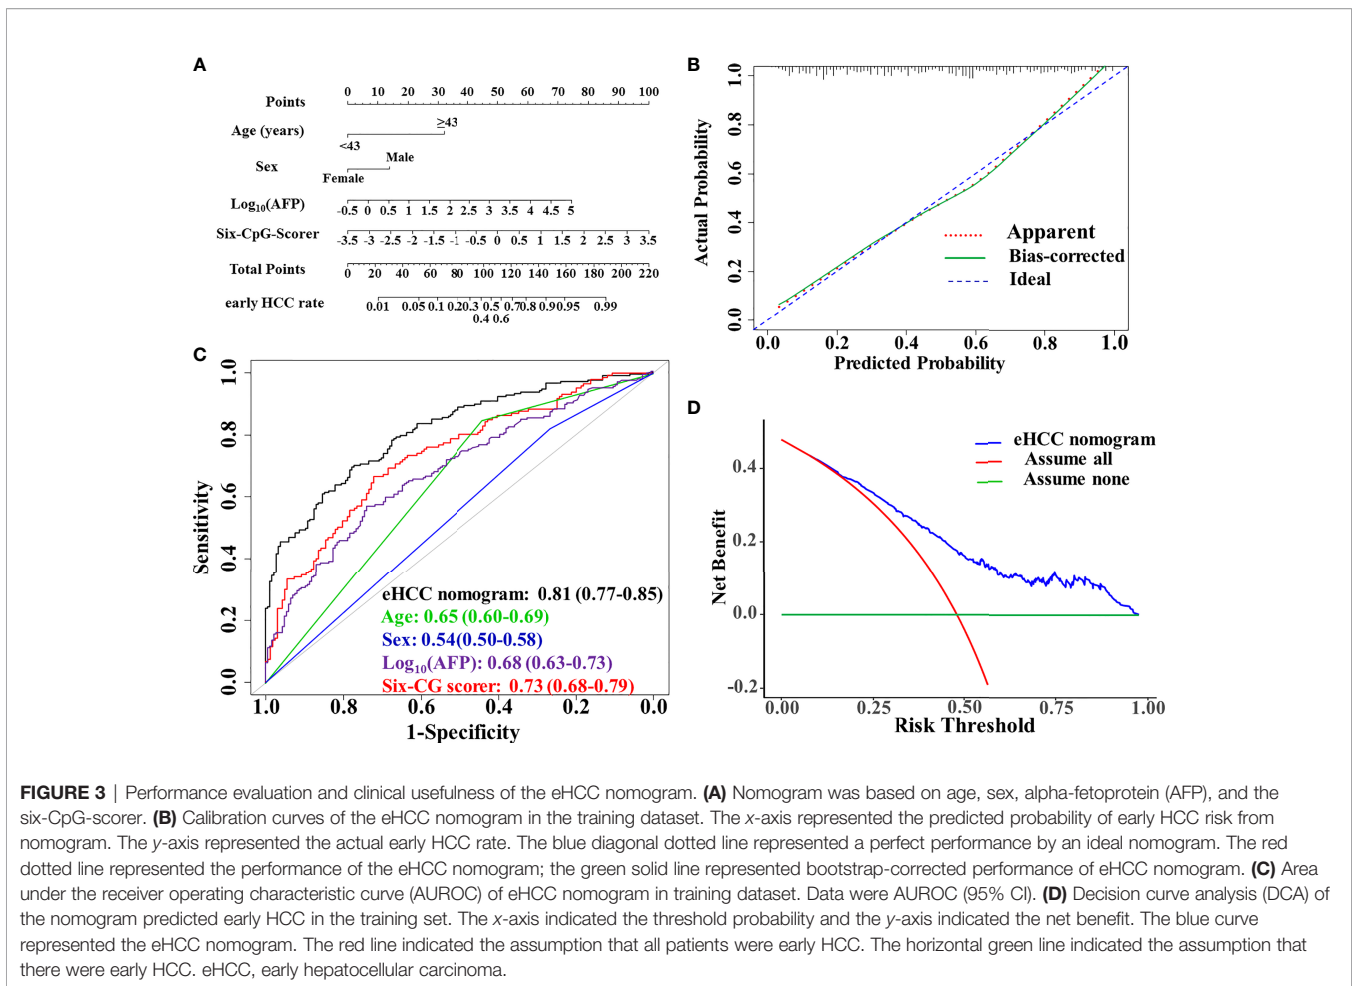 A
Points
0 10 20 30 40 50 60 70 80 90 100
Age (years)
≥43
<43
Sex
Male
Female
Log10(AFP)
-0.5 0 0.5 1 1.5 2 2.5 3 3.5 4 4.5 5
Six-CpG-Scorer
-3.5 -3 -2.5 -2 -1.5 -1 -0.5 0 0.5 1 1.5 2 2.5 3 3.5
Total Points
0 20 40 60 80 100 120 140 160 180 200 220
early HCC rate
0.01 0.05 0.1 0.2 0.3 0.5 0.7 0.8 0.9 0.95 0.99
0.4 0.6
B
Actual Probability
1.0
0.8
0.6
0.4
0.2
0.0
Apparent
Bias-corrected
Ideal
0.0 0.2 0.4 0.6 0.8 1.0
Predicted Probability
C
Sensitivity
1.0
0.8
0.6
0.4
0.2
0.0
eHCC nomogram: 0.81 (0.77-0.85)
Age: 0.65 (0.60-0.69)
Sex: 0.54(0.50-0.58)
Log10(AFP): 0.68 (0.63-0.73)
Six-CG scorer: 0.73 (0.68-0.79)
1.0 0.8 0.6 0.4 0.2 0.0
1-Specificity
D
Net Benefit
0.4
0.2
0.0
-0.2
eHCC nomogram
Assume all
Assume none
0.00 0.25 0.50 0.75 1.00
Risk Threshold
FIGURE 3 | Performance evaluation and clinical usefulness of the eHCC nomogram. (A) Nomogram was based on age, sex, alpha-fetoprotein (AFP), and the
six-CpG-scorer. (B) Calibration curves of the eHCC nomogram in the training dataset. The x-axis represented the predicted probability of early HCC risk from
nomogram. The y-axis represented the actual early HCC rate. The blue diagonal dotted line represented a perfect performance by an ideal nomogram. The red
dotted line represented the performance of the eHCC nomogram; the green solid line represented bootstrap-corrected performance of eHCC nomogram. (C) Area
under the receiver operating characteristic curve (AUROC) of eHCC nomogram in training dataset. Data were AUROC (95% CI). (D) Decision curve analysis (DCA) of
the nomogram predicted early HCC in the training set. The x-axis indicated the threshold probability and the y-axis indicated the net benefit. The blue curve
represented the eHCC nomogram. The red line indicated the assumption that all patients were early HCC. The horizontal green line indicated the assumption that
there were early HCC. eHCC, early hepatocellular carcinoma.